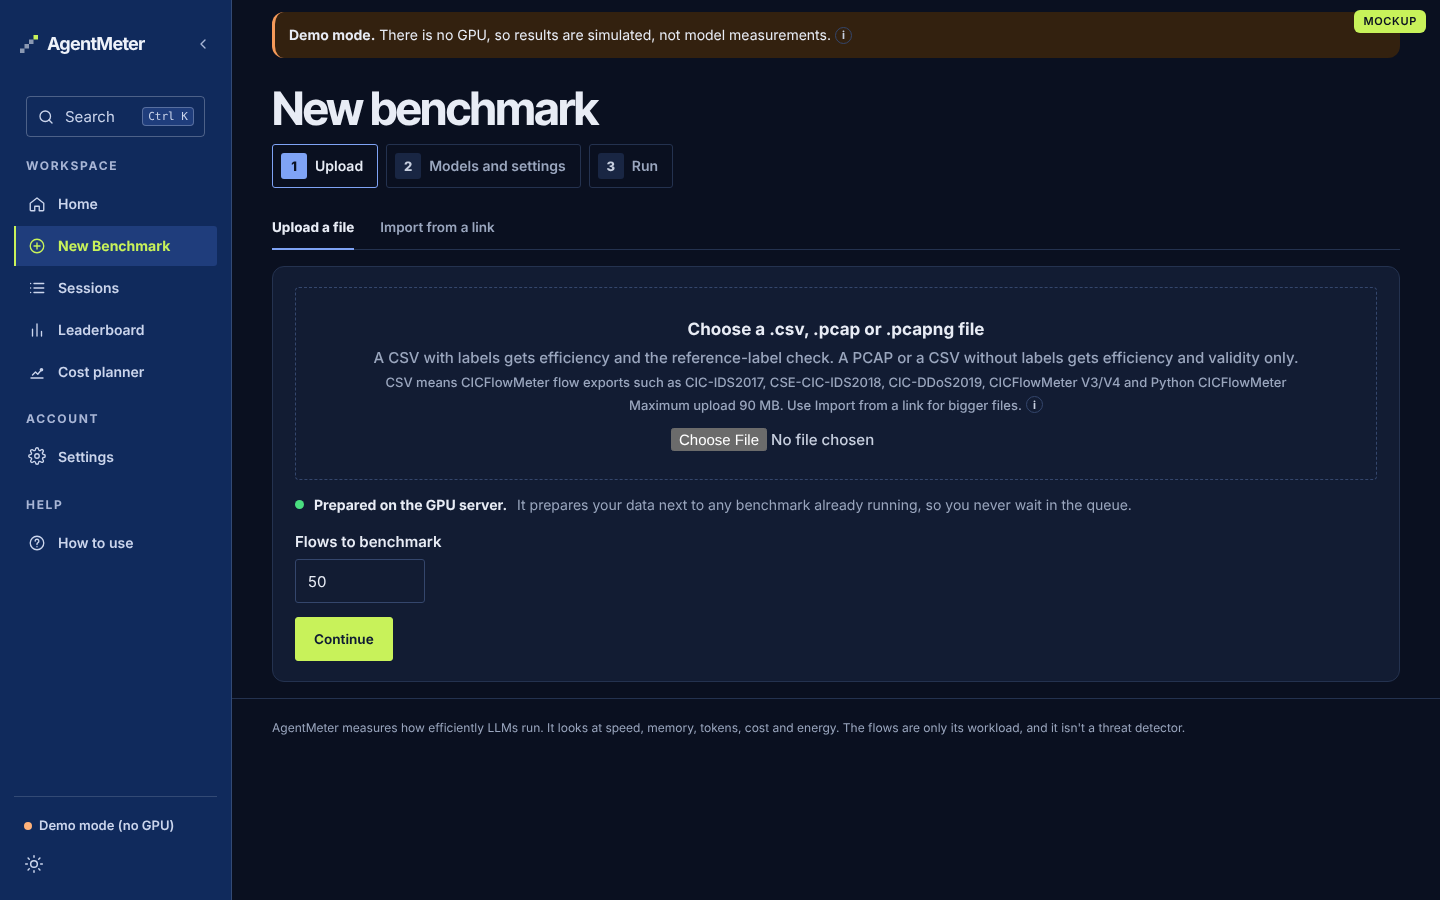 AgentMeter
Search
Ctrl K
WORKSPACE
Home
New Benchmark
Sessions
Leaderboard
Cost planner
ACCOUNT
Settings
HELP
How to use
Demo mode (no GPU)
MOCKUP
Demo mode. There is no GPU, so results are simulated, not model measurements. i
New benchmark
1 Upload
2 Models and settings
3 Run
Upload a file
Import from a link
Choose a .csv, .pcap or .pcapng file
A CSV with labels gets efficiency and the reference-label check. A PCAP or a CSV without labels gets efficiency and validity only.
CSV means CICFlowMeter flow exports such as CIC-IDS2017, CSE-CIC-IDS2018, CIC-DDoS2019, CICFlowMeter V3/V4 and Python CICFlowMeter
Maximum upload 90 MB. Use Import from a link for bigger files. i
Choose File No file chosen
Prepared on the GPU server. It prepares your data next to any benchmark already running, so you never wait in the queue.
Flows to benchmark
50
Continue
AgentMeter measures how efficiently LLMs run. It looks at speed, memory, tokens, cost and energy. The flows are only its workload, and it isn't a threat detector.